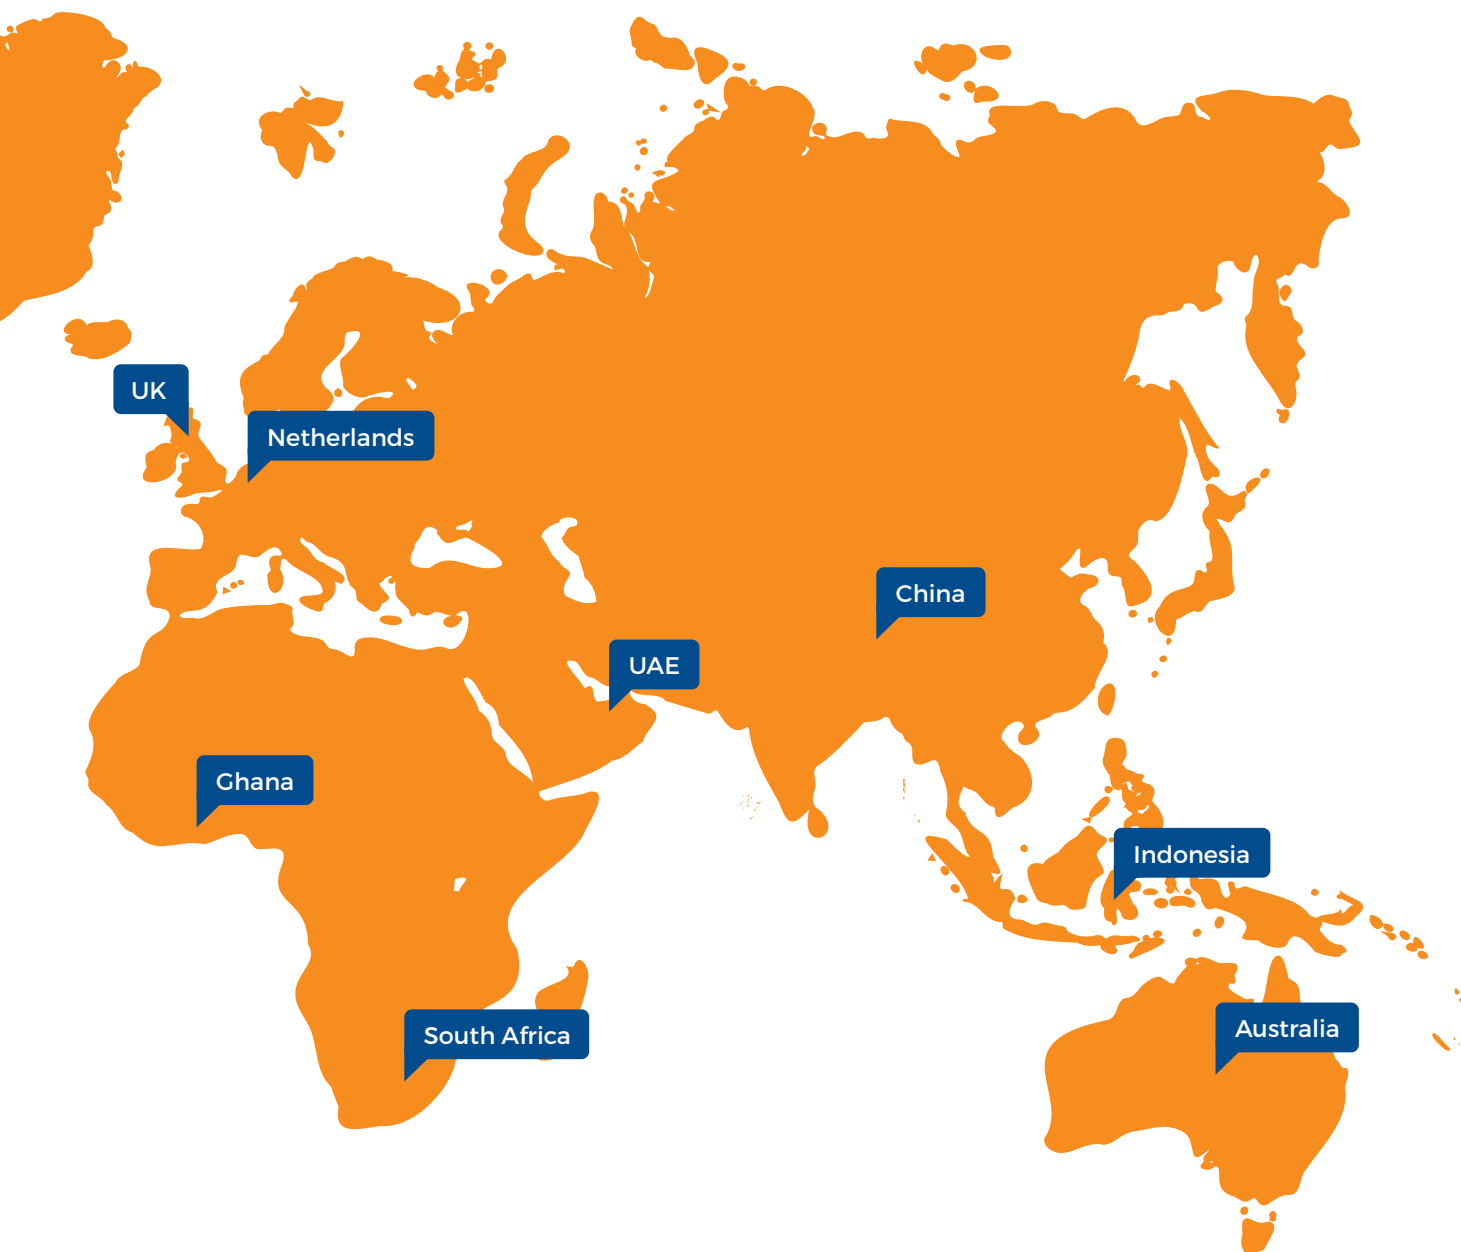 UK
Netherlands
China
UAE
Ghana
Indonesia
South Africa
Australia